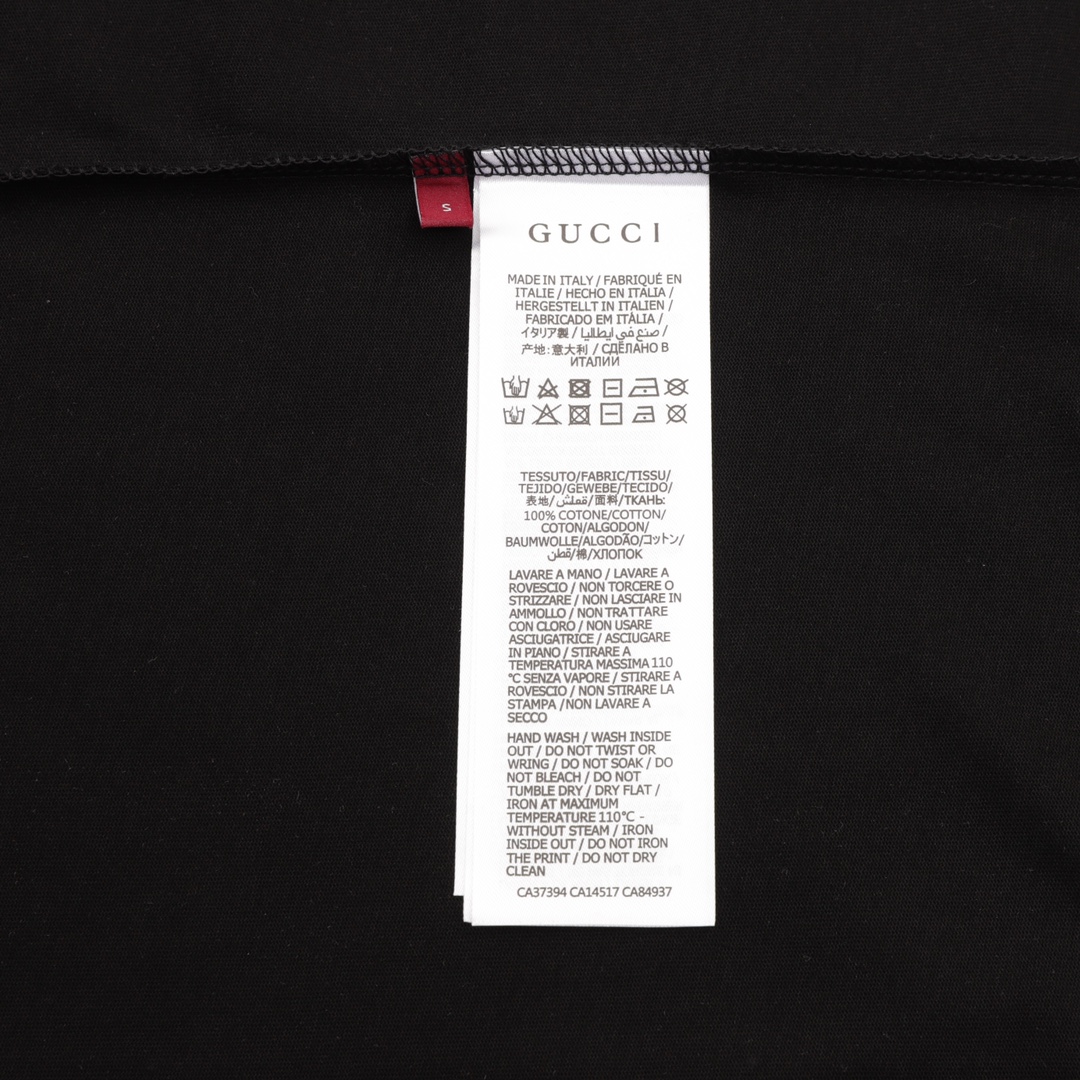 S
GUCCI
MADE IN ITALY / FABRIQUÉ EN
ITALIE / HECHO EN ITALIA /
HERGESTELLT IN ITALIEN /
FABRICADO EM ITÀLIA /
イタリア製 / صنع في ايطاليا /
产地: 意大利 / СДЕЛАНО В
ИТАЛИИ
TESSUTO/FABRIC/TISSU/
TEJIDO/GEWEBE/TECIDO/
表地/قملش/面料/ТКАНЬ:
100% COTONE/COTTON/
COTON/ALGODON/
BAUMWOLLE/ALGODÃO/コットン/
قطن/棉/ХЛОПОК
LAVARE A MANO / LAVARE A
ROVESCIO / NON TORCERE O
STRIZZARE / NON LASCIARE IN
AMMOLLO / NON TRATTARE
CON CLORO / NON USARE
ASCIUGATRICE / ASCIUGARE
IN PIANO / STIRARE A
TEMPERATURA MASSIMA 110
°C SENZA VAPORE / STIRARE A
ROVESCIO / NON STIRARE LA
STAMPA /NON LAVARE A
SECCO
HAND WASH / WASH INSIDE
OUT / DO NOT TWIST OR
WRING / DO NOT SOAK / DO
NOT BLEACH / DO NOT
TUMBLE DRY / DRY FLAT /
IRON AT MAXIMUM
TEMPERATURE 110°C -
WITHOUT STEAM / IRON
INSIDE OUT / DO NOT IRON
THE PRINT / DO NOT DRY
CLEAN
CA37394 CA14517 CA84937